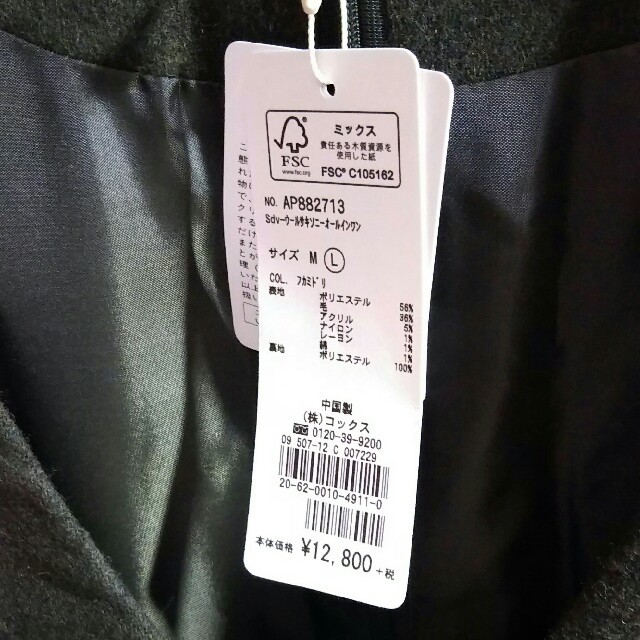 FSC
www.fsc.org
ミックス
責任ある木質資源を
使用した紙
FSC® C105162
NO. AP882713
Sdv-ウールサキソニーオールインワン
サイズ M L
COL. フカミドリ
表地 ポリエステル 56%
毛 36%
アクリル 5%
ナイロン 1%
レーヨン 1%
綿 1%
裏地 ポリエステル 100%
中国製
(株)コックス
0120-39-9200
09 507-12 C 007229
20-62-0010-4911-0
本体価格 ¥12,800 +税